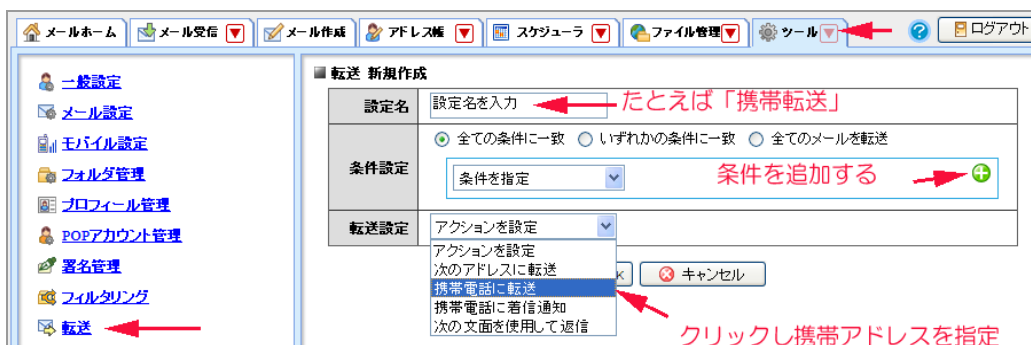 メールホーム メール受信 メール作成 アドレス帳 スケジューラ ファイル管理 ツール ログアウト
一般設定
メール設定
モバイル設定
フォルダ管理
プロフィール管理
POPアカウント管理
署名管理
フィルタリング
転送
転送 新規作成
設定名 設定名を入力 たとえば「携帯転送」
条件設定 全ての条件に一致 いずれかの条件に一致 全てのメールを転送
条件を指定 条件を追加する
転送設定 アクションを設定
アクションを設定
次のアドレスに転送
携帯電話に転送
携帯電話に着信通知
次の文面を使用して返信
キャンセル
クリックし携帯アドレスを指定